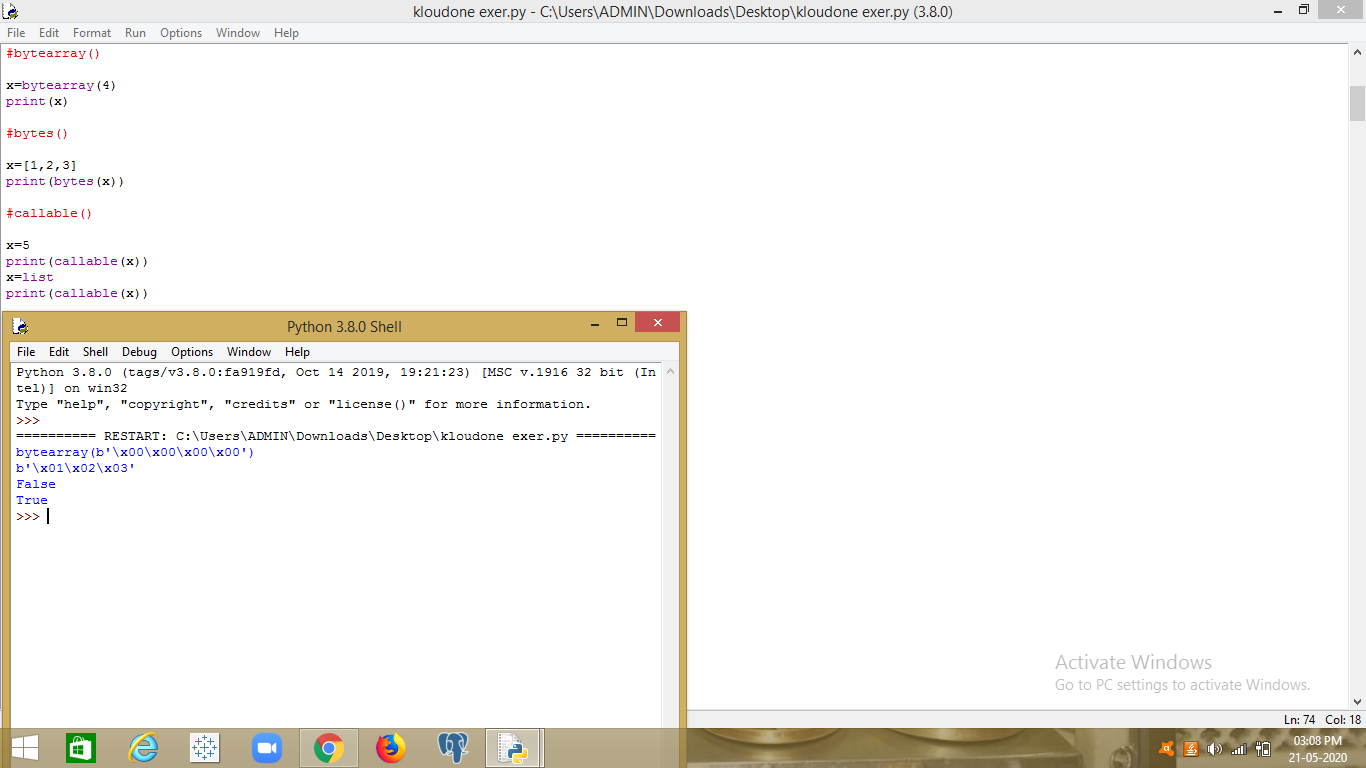 kloudone exer.py - C:\Users\ADMIN\Downloads\Desktop\kloudone exer.py (3.8.0)
File Edit Format Run Options Window Help
#bytearray()
x=bytearray(4)
print(x)
#bytes()
x=[1,2,3]
print(bytes(x))
#callable()
x=5
print(callable(x))
x=list
print(callable(x))
Python 3.8.0 Shell
File Edit Shell Debug Options Window Help
Python 3.8.0 (tags/v3.8.0:fa919fd, Oct 14 2019, 19:21:23) [MSC v.1916 32 bit (In
tel)] on win32
Type "help", "copyright", "credits" or "license()" for more information.
>>>
========== RESTART: C:\Users\ADMIN\Downloads\Desktop\kloudone exer.py ==========
bytearray(b'\x00\x00\x00\x00')
b'\x01\x02\x03'
False
True
>>>
Activate Windows
Go to PC settings to activate Windows.
Ln: 74 Col: 18
03:08 PM
21-05-2020